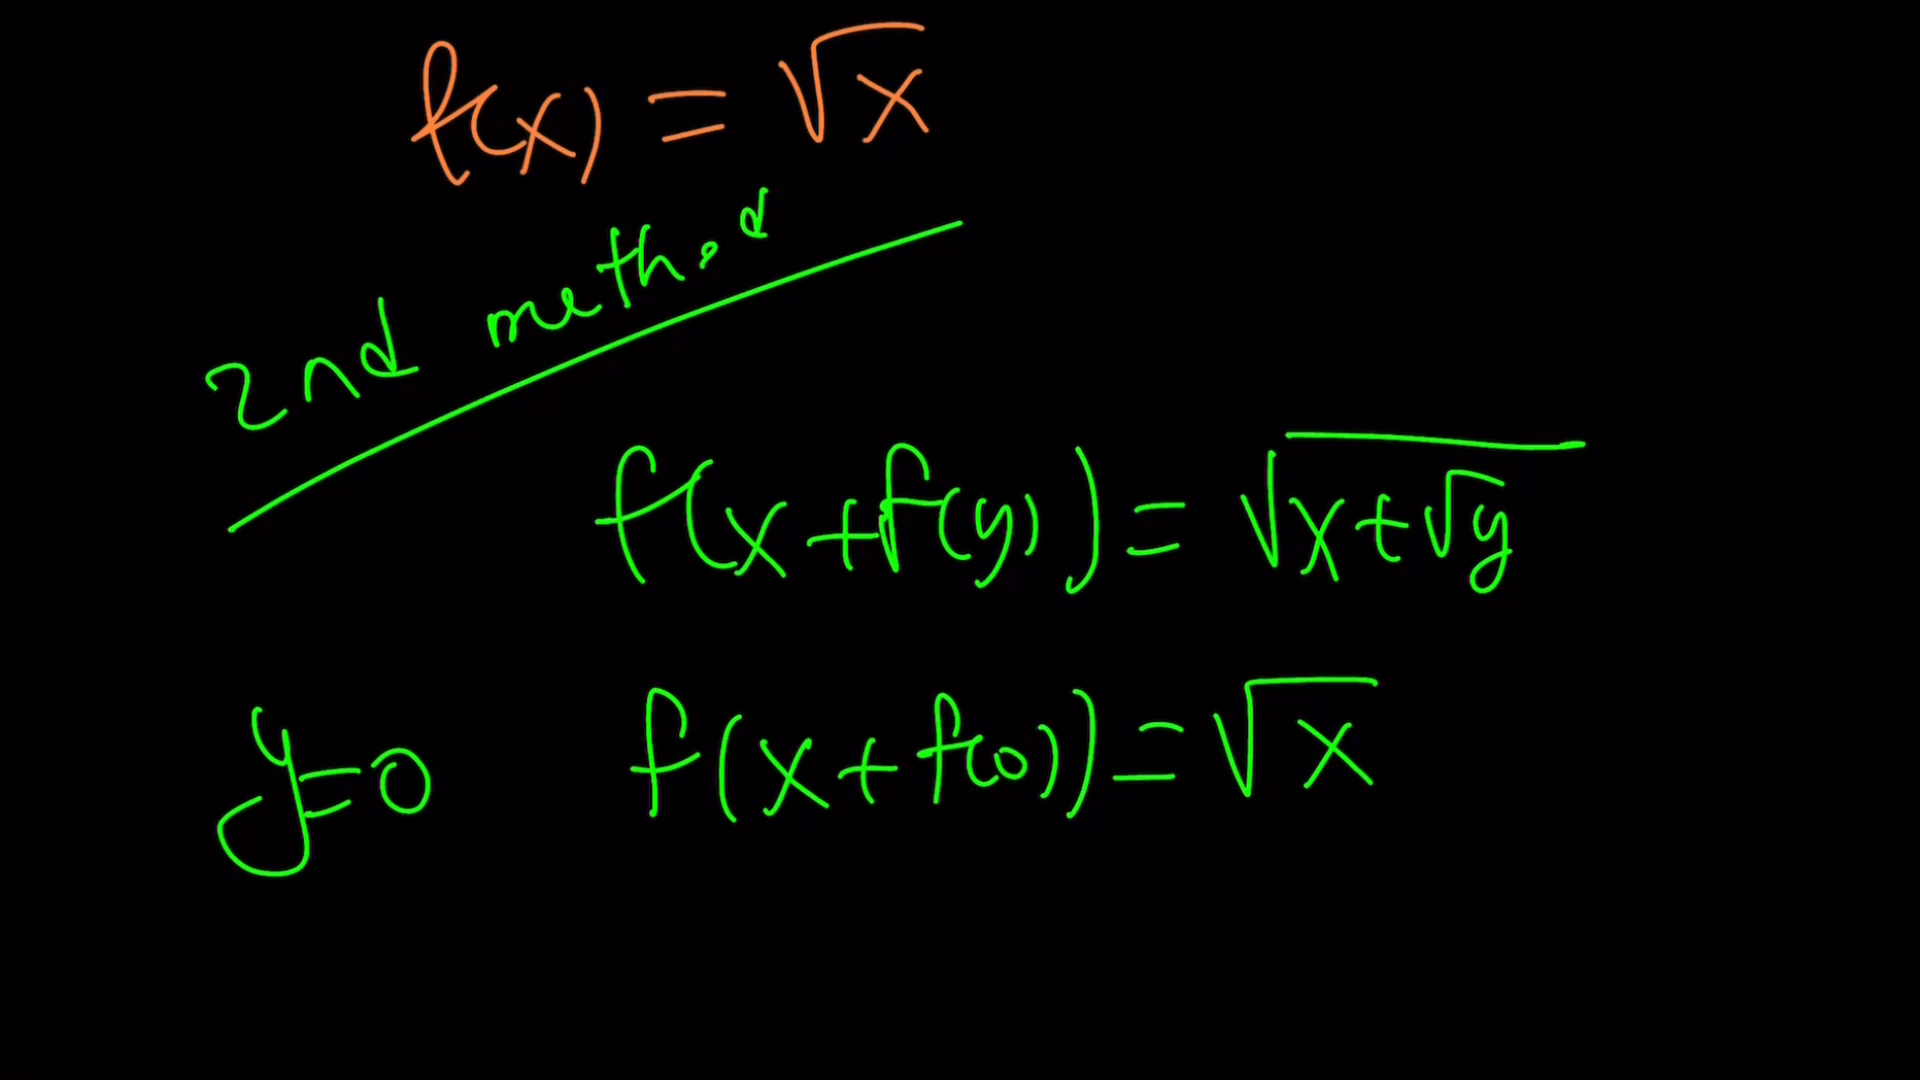 f(x) = √x
2nd method
f(x+f(y)) = √(x+√y)
y=0 f(x+f(0)) = √x